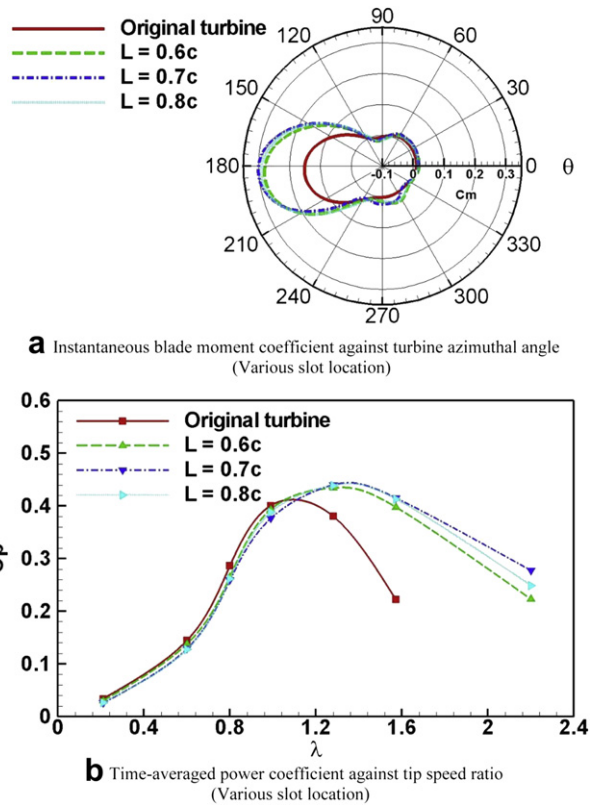 Original turbine
L = 0.6c
L = 0.7c
L = 0.8c
90
120
60
150
30
180
0
θ
-0.1 0 0.1 0.2 0.3
Cm
210
330
240
300
270
a Instantaneous blade moment coefficient against turbine azimuthal angle
(Various slot location)
0.6
Original turbine
L = 0.6c
L = 0.7c
L = 0.8c
0.5
0.4
0.3
0.2
0.1
0
0 0.4 0.8 1.2 1.6 2 2.4
λ
b Time-averaged power coefficient against tip speed ratio
(Various slot location)